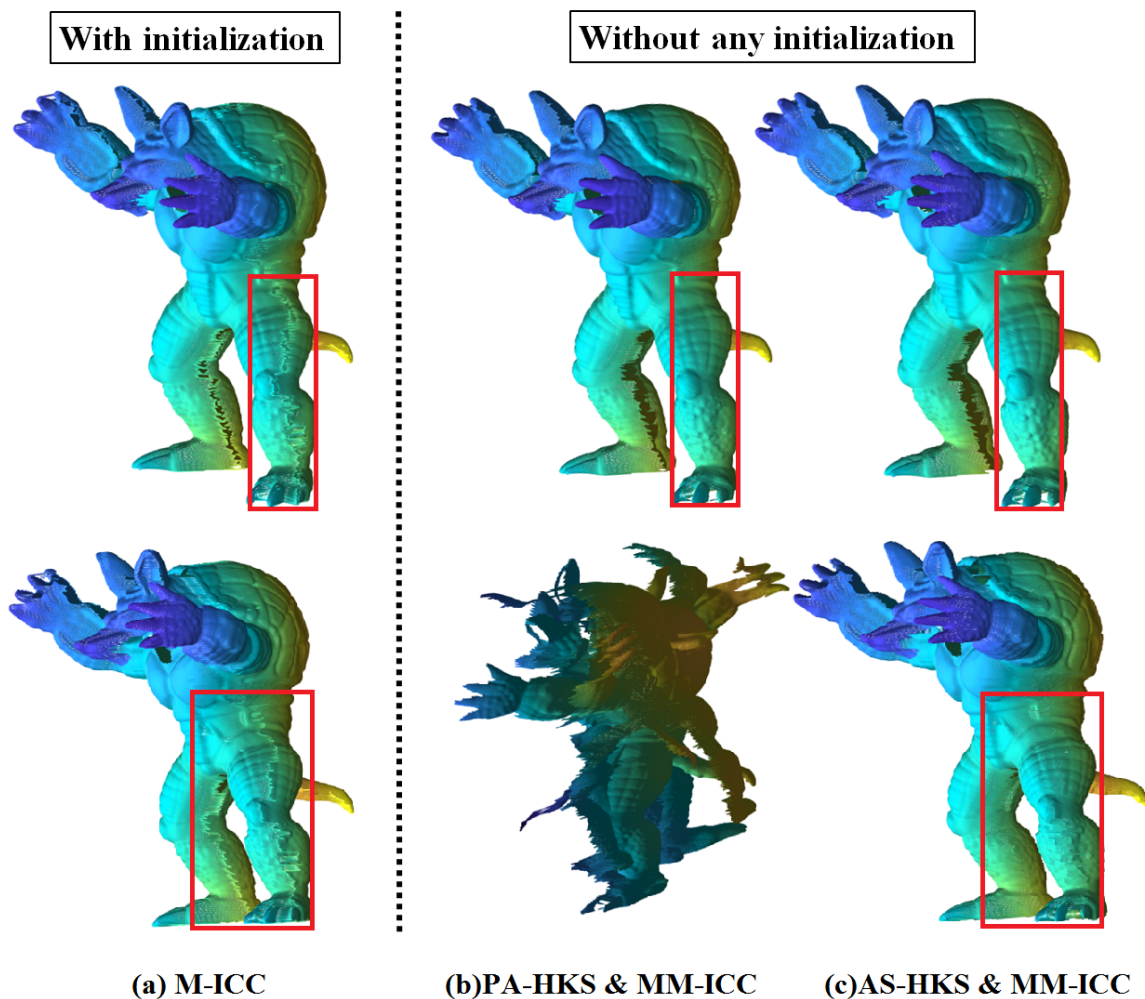 With initialization
Without any initialization
(a) M-ICC
(b)PA-HKS & MM-ICC
(c)AS-HKS & MM-ICC